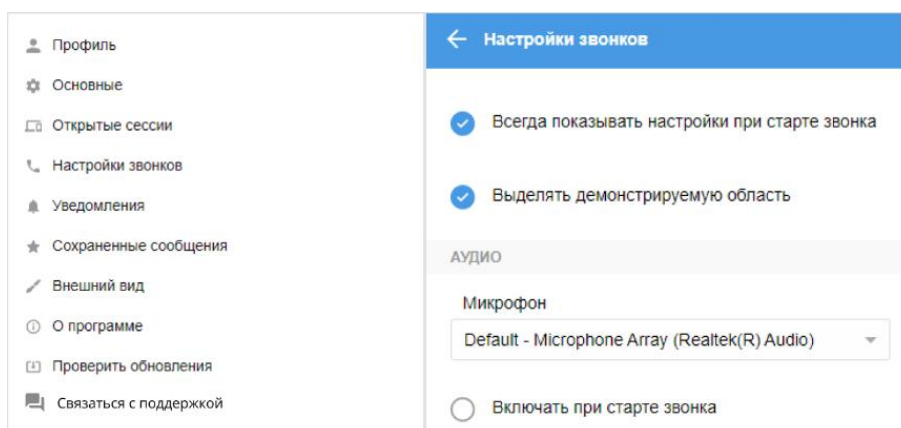 Профиль
Основные
Открытые сессии
Настройки звонков
Уведомления
Сохраненные сообщения
Внешний вид
О программе
Проверить обновления
Связаться с поддержкой
Настройки звонков
Всегда показывать настройки при старте звонка
Выделять демонстрируемую область
АУДИО
Микрофон
Default - Microphone Array (Realtek(R) Audio)
Включать при старте звонка